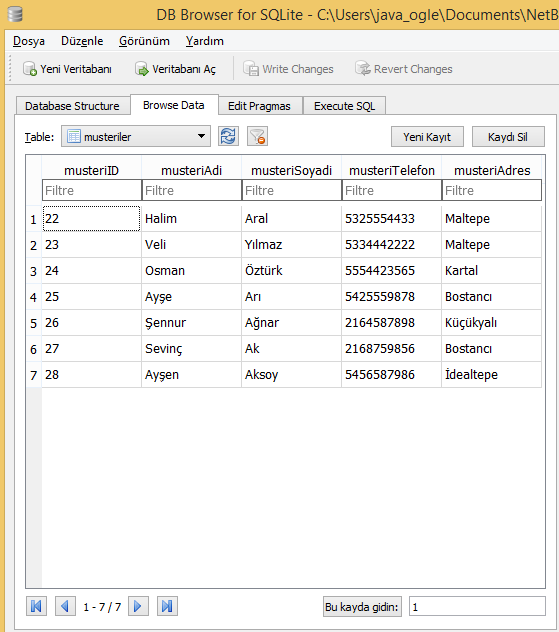 DB Browser for SQLite - C:\Users\java_ogle\Documents\NetB
Dosya Düzenle Görünüm Yardım
Yeni Veritabanı Veritabanı Aç Write Changes Revert Changes
Database Structure Browse Data Edit Pragmas Execute SQL
Table: musteriler Yeni Kayıt Kaydı Sil
musteriID musteriAdi musteriSoyadi musteriTelefon musteriAdres
Filtre Filtre Filtre Filtre Filtre
1 22 Halim Aral 5325554433 Maltepe
2 23 Veli Yılmaz 5334442222 Maltepe
3 24 Osman Öztürk 5554423565 Kartal
4 25 Ayşe Arı 5425559878 Bostancı
5 26 Şennur Ağnar 2164587898 Küçükyalı
6 27 Sevinç Ak 2168759856 Bostancı
7 28 Ayşen Aksoy 5456587986 İdealtepe
1 - 7 / 7 Bu kayda gidin: 1